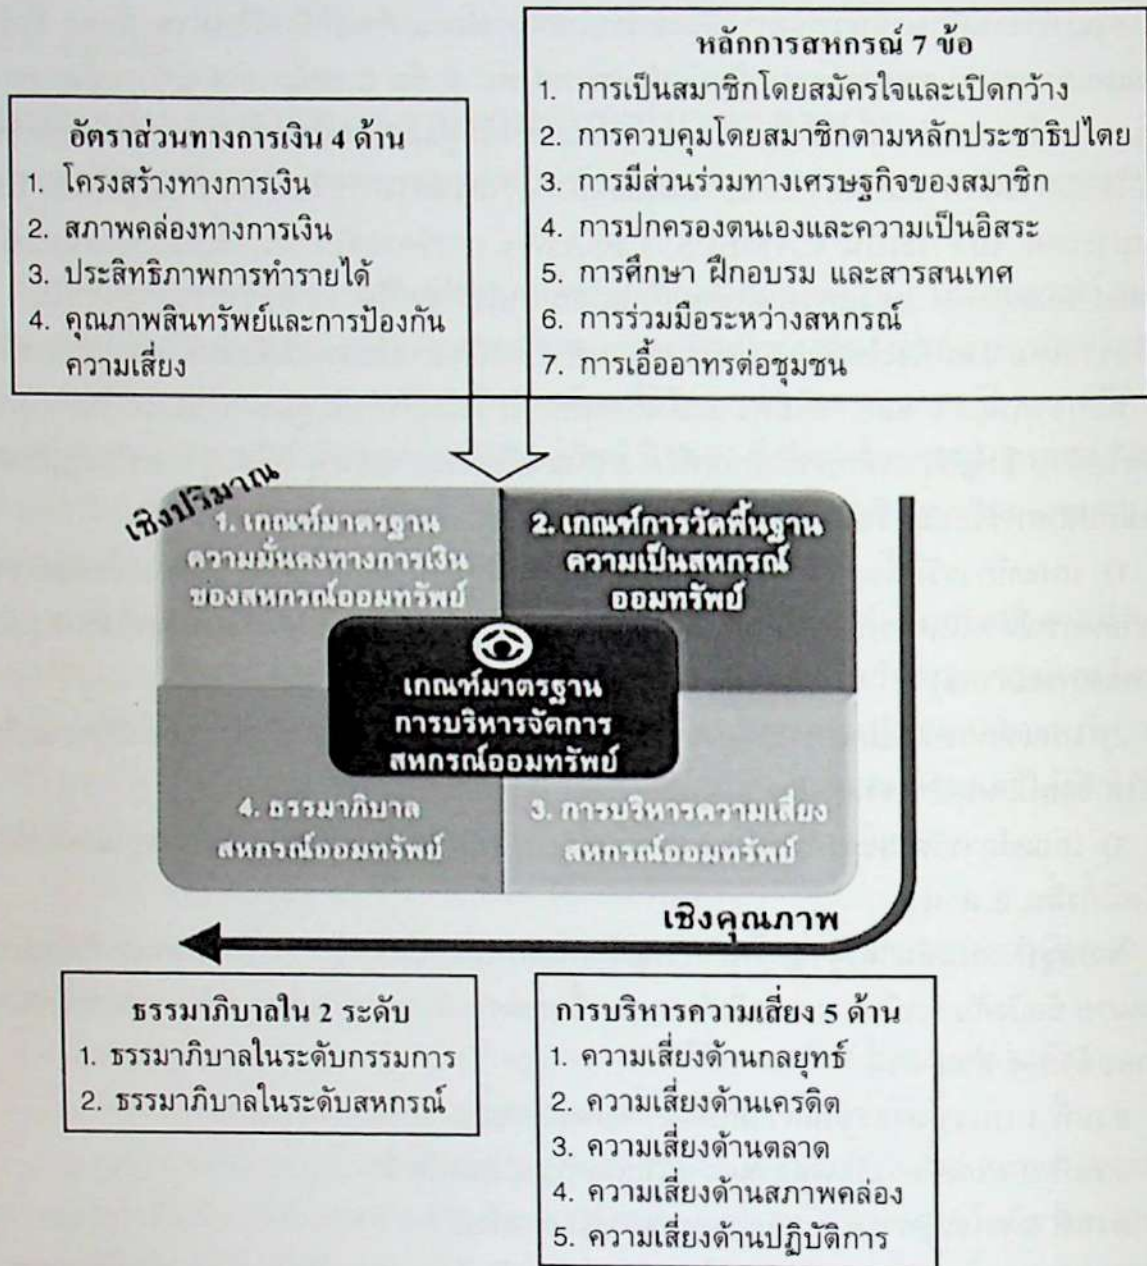 หลักการสหกรณ์ 7 ข้อ
1. การเป็นสมาชิกโดยสมัครใจและเปิดกว้าง
2. การควบคุมโดยสมาชิกตามหลักประชาธิปไตย
3. การมีส่วนร่วมทางเศรษฐกิจของสมาชิก
4. การปกครองตนเองและความเป็นอิสระ
5. การศึกษา ฝึกอบรม และสารสนเทศ
6. การร่วมมือระหว่างสหกรณ์
7. การเอื้ออาทรต่อชุมชน
อัตราส่วนทางการเงิน 4 ด้าน
1. โครงสร้างทางการเงิน
2. สภาพคล่องทางการเงิน
3. ประสิทธิภาพการทำรายได้
4. คุณภาพสินทรัพย์และการป้องกัน
ความเสี่ยง
เชิงปริมาณ
1. เกณฑ์มาตรฐาน
ความมั่นคงทางการเงิน
ของสหกรณ์ออมทรัพย์
2. เกณฑ์การวัดพื้นฐาน
ความเป็นสหกรณ์
ออมทรัพย์
เกณฑ์มาตรฐาน
การบริหารจัดการ
สหกรณ์ออมทรัพย์
4. ธรรมาภิบาล
สหกรณ์ออมทรัพย์
3. การบริหารความเสี่ยง
สหกรณ์ออมทรัพย์
เชิงคุณภาพ
ธรรมาภิบาลใน 2 ระดับ
1. ธรรมาภิบาลในระดับกรรมการ
2. ธรรมาภิบาลในระดับสหกรณ์
การบริหารความเสี่ยง 5 ด้าน
1. ความเสี่ยงด้านกลยุทธ์
2. ความเสี่ยงด้านเครดิต
3. ความเสี่ยงด้านตลาด
4. ความเสี่ยงด้านสภาพคล่อง
5. ความเสี่ยงด้านปฏิบัติการ